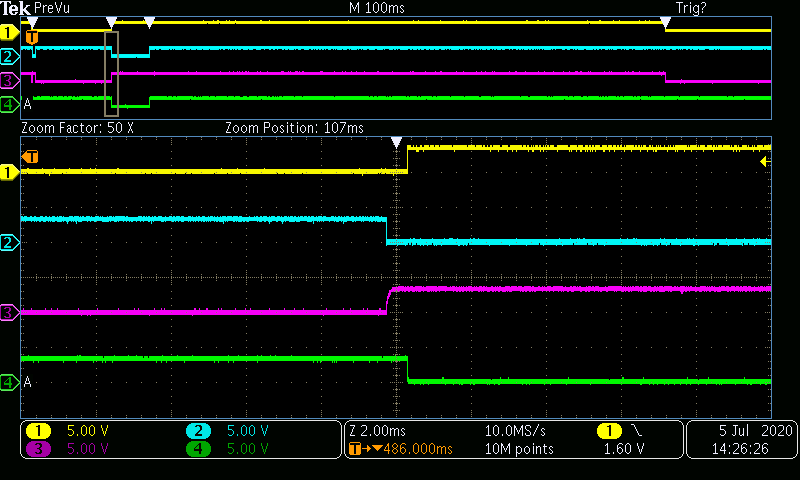 Tek PreVu M 100ms Trig?
T
1
2
3
4 A
Zoom Factor: 50 X Zoom Position: 107ms
T
1
2
3
4 A
1 5.00 V 2 5.00 V Z 2.00ms 10.0MS/s 1 5 Jul 2020
3 5.00 V 4 5.00 V T→▼486.000ms 10M points 1.60 V 14:26:26